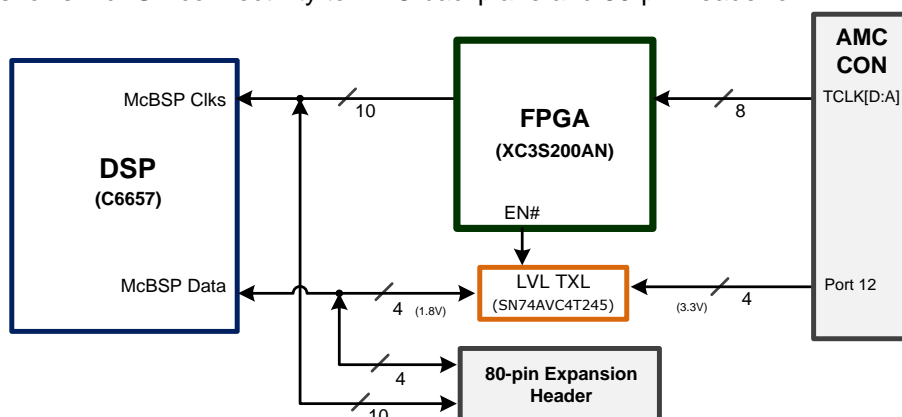 AMC
CON
TCLK[D:A]
McBSP Clks
10
8
FPGA
(XC3S200AN)
DSP
(C6657)
EN#
McBSP Data
LVL TXL
(SN74AVC4T245)
Port 12
4
(1.8V)
(3.3V)
4
4
80-pin Expansion
Header
10